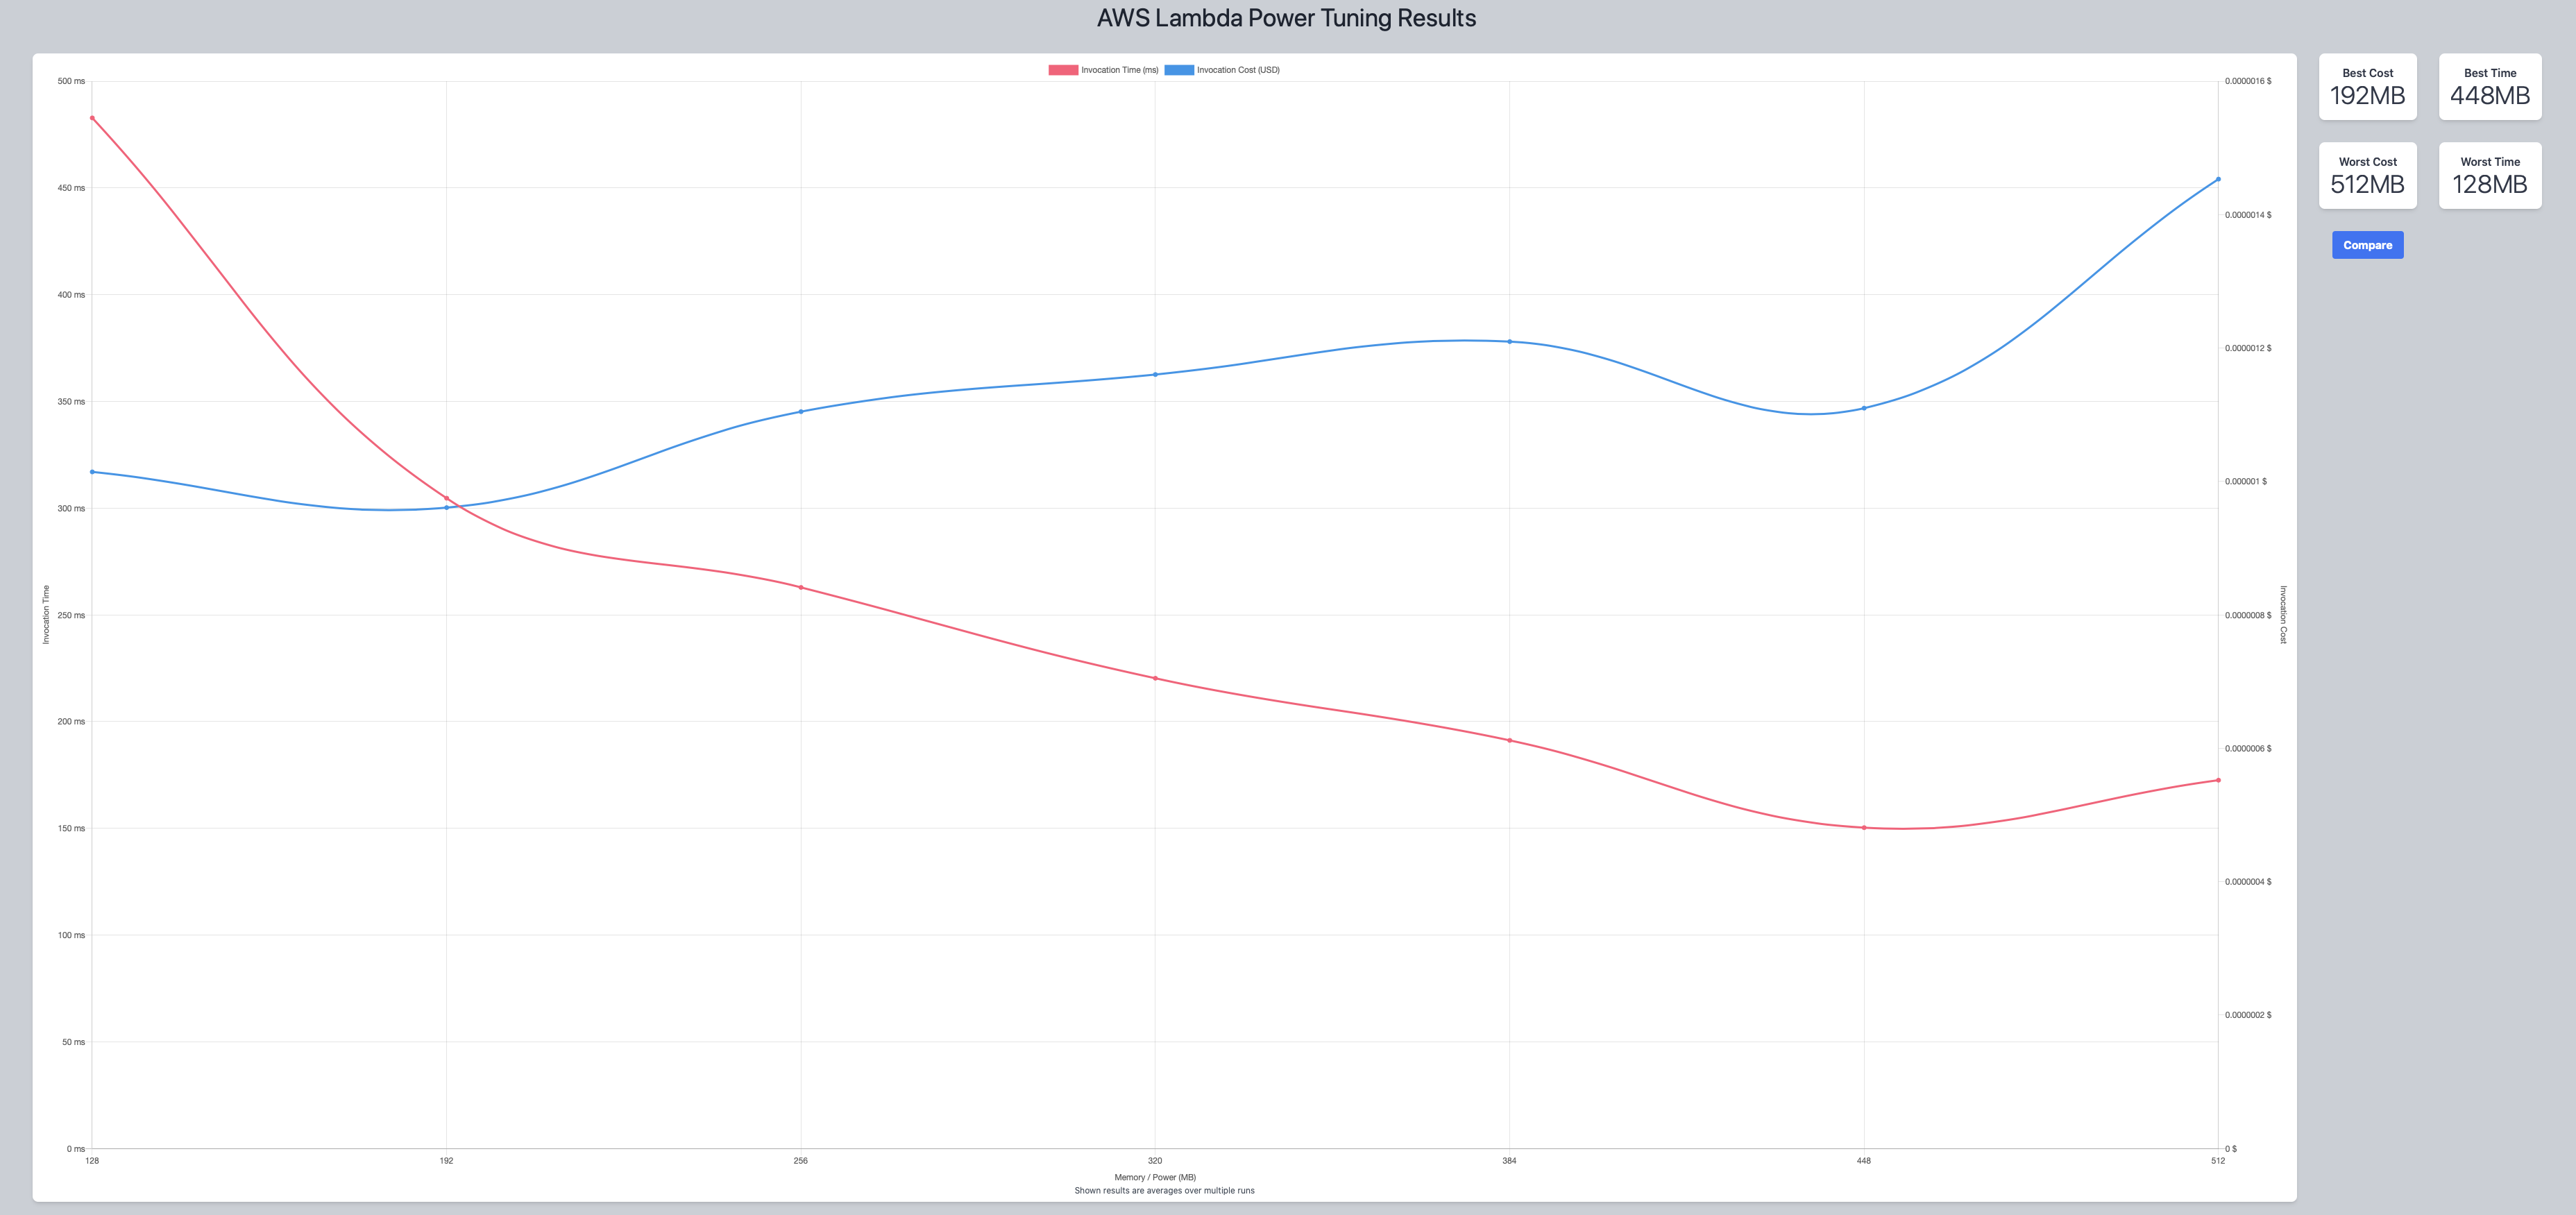 AWS Lambda Power Tuning Results
Invocation Time (ms) Invocation Cost (USD)
500 ms
450 ms
400 ms
350 ms
300 ms
250 ms
200 ms
150 ms
100 ms
50 ms
0 ms
Invocation Time
0.0000016 $
0.0000014 $
0.0000012 $
0.000001 $
0.0000008 $
0.0000006 $
0.0000004 $
0.0000002 $
0 $
Invocation Cost
128 192 256 320 384 448 512
Memory / Power (MB)
Shown results are averages over multiple runs
Best Cost
192MB
Best Time
448MB
Worst Cost
512MB
Worst Time
128MB
Compare